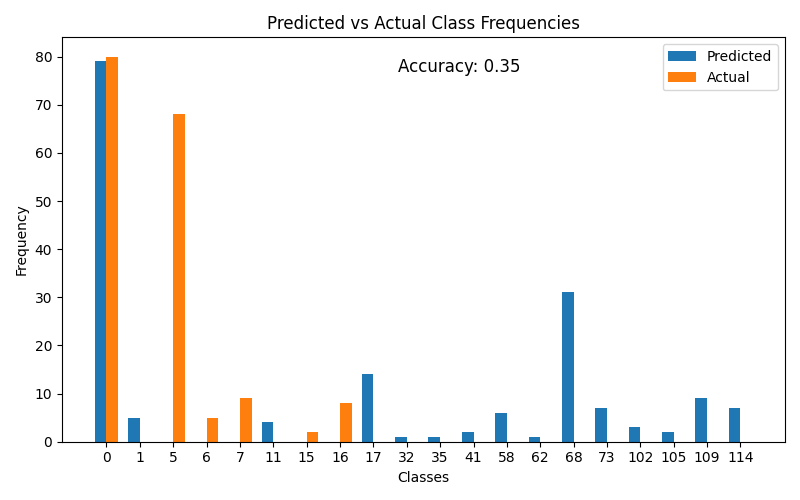 Predicted vs Actual Class Frequencies
Accuracy: 0.35
Predicted
Actual
Frequency
80
70
60
50
40
30
20
10
0
0 1 5 6 7 11 15 16 17 32 35 41 58 62 68 73 102 105 109 114
Classes